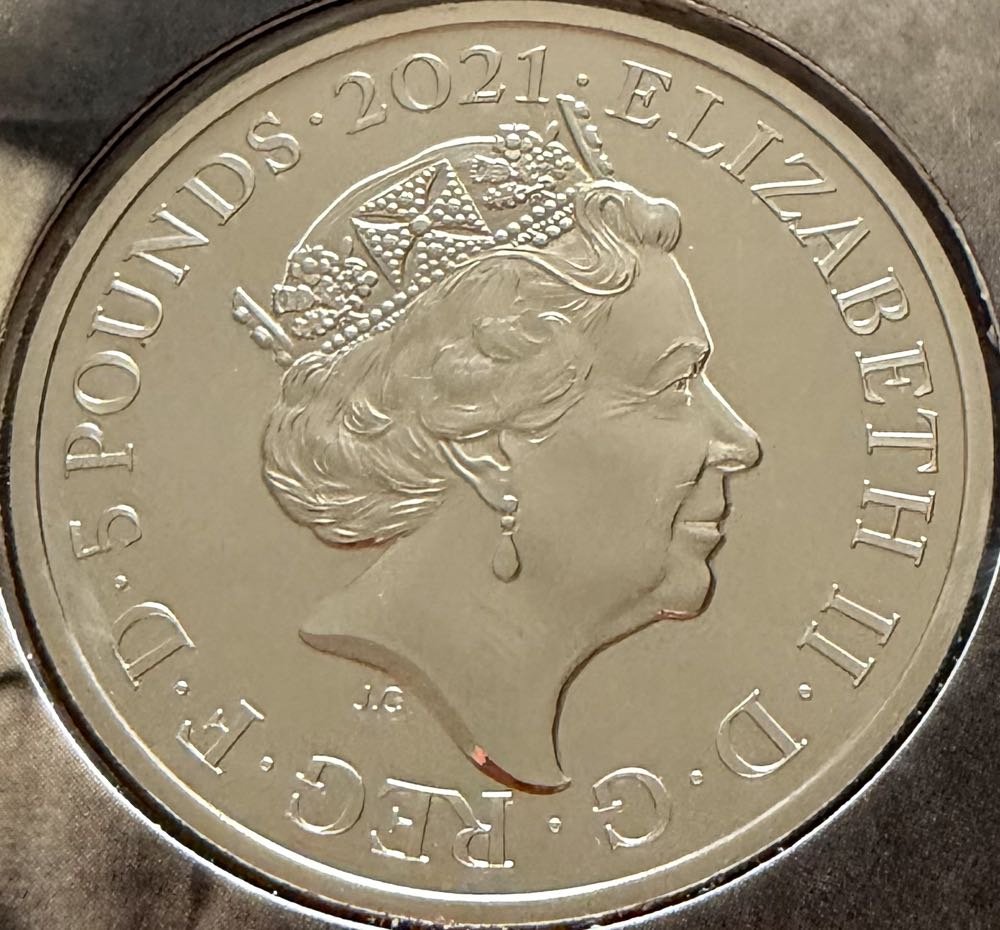 ELIZABETH II · D · G · REG · F · D · 5 POUNDS · 2021 ·
J.C